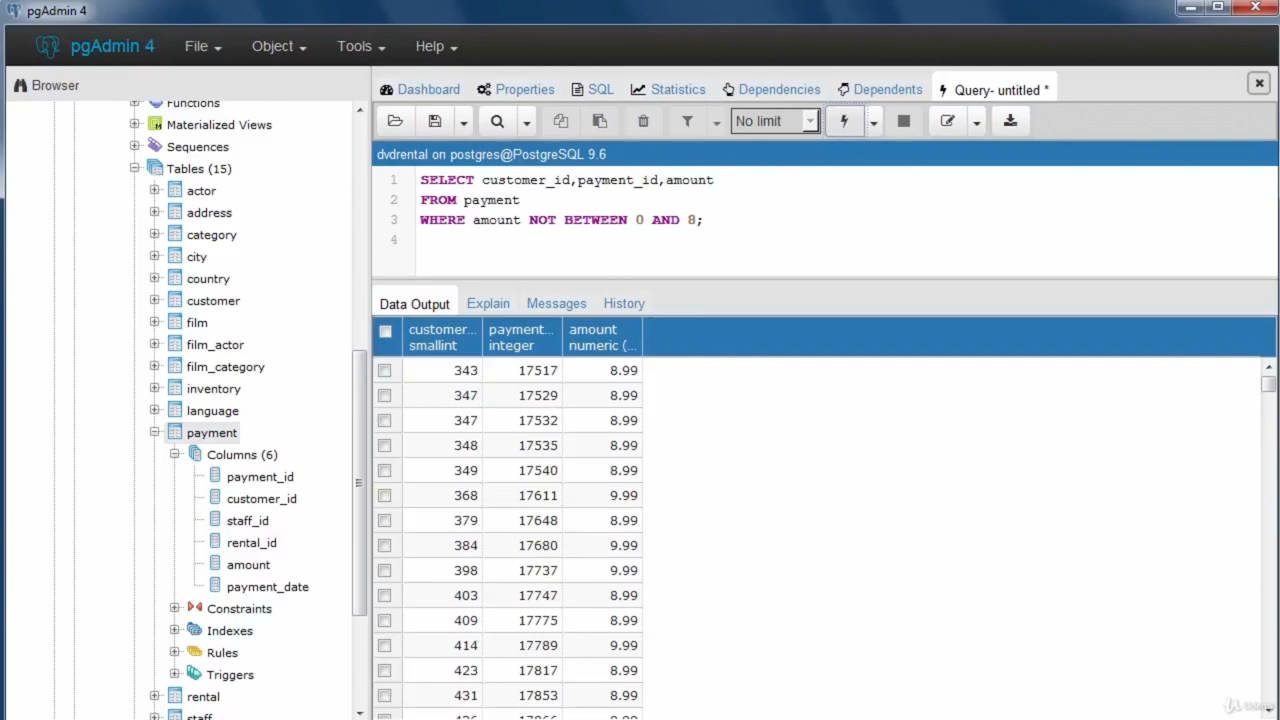 pgAdmin 4
pgAdmin 4 File Object Tools Help
Browser
Functions
Materialized Views
Sequences
Tables (15)
actor
address
category
city
country
customer
film
film_actor
film_category
inventory
language
payment
Columns (6)
payment_id
customer_id
staff_id
rental_id
amount
payment_date
Constraints
Indexes
Rules
Triggers
rental
staff
Dashboard Properties SQL Statistics Dependencies Dependents Query- untitled *
No limit
dvdrental on postgres@PostgreSQL 9.6
1 SELECT customer_id,payment_id,amount
2 FROM payment
3 WHERE amount NOT BETWEEN 0 AND 8;
4
Data Output Explain Messages History
customer... payment... amount
smallint integer numeric (...
343 17517 8.99
347 17529 8.99
347 17532 8.99
348 17535 8.99
349 17540 8.99
368 17611 9.99
379 17648 8.99
384 17680 9.99
398 17737 9.99
403 17747 8.99
409 17775 8.99
414 17789 9.99
423 17817 8.99
431 17853 8.99